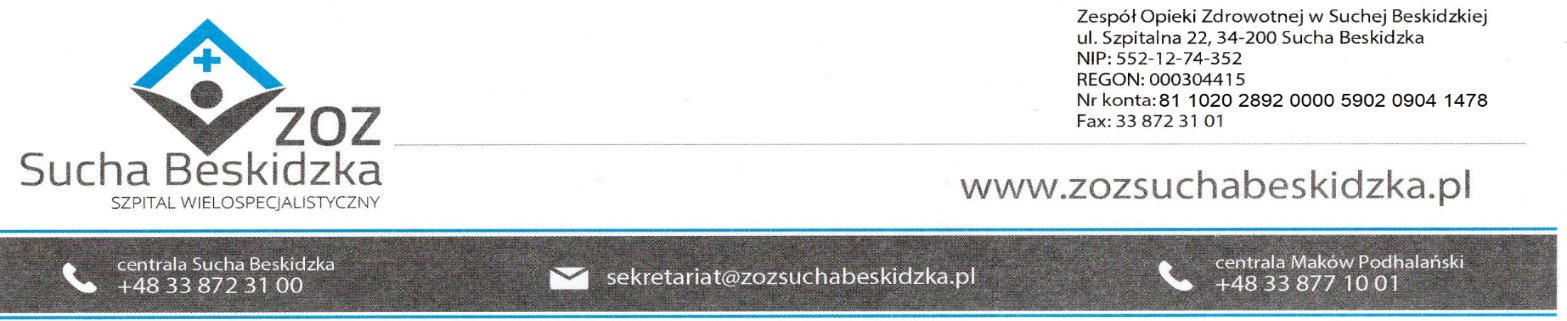 ZOZ
Sucha Beskidzka
SZPITAL WIELOSPECJALISTYCZNY
Zespół Opieki Zdrowotnej w Suchej Beskidzkiej
ul. Szpitalna 22, 34-200 Sucha Beskidzka
NIP: 552-12-74-352
REGON: 000304415
Nr konta: 81 1020 2892 0000 5902 0904 1478
Fax: 33 872 31 01
www.zozsuchabeskidzka.pl
centrala Sucha Beskidzka
+48 33 872 31 00
sekretariat@zozsuchabeskidzka.pl
centrala Maków Podhalański
+48 33 877 10 01